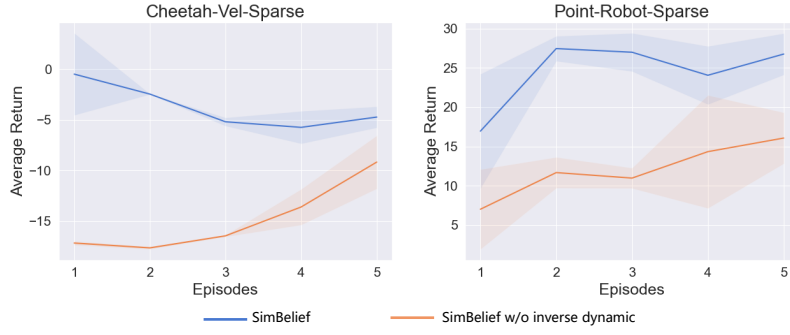 Cheetah-Vel-Sparse
Average Return
0
−5
−10
−15
1 2 3 4 5
Episodes
Point-Robot-Sparse
Average Return
30
25
20
15
10
5
1 2 3 4 5
Episodes
SimBelief
SimBelief w/o inverse dynamic